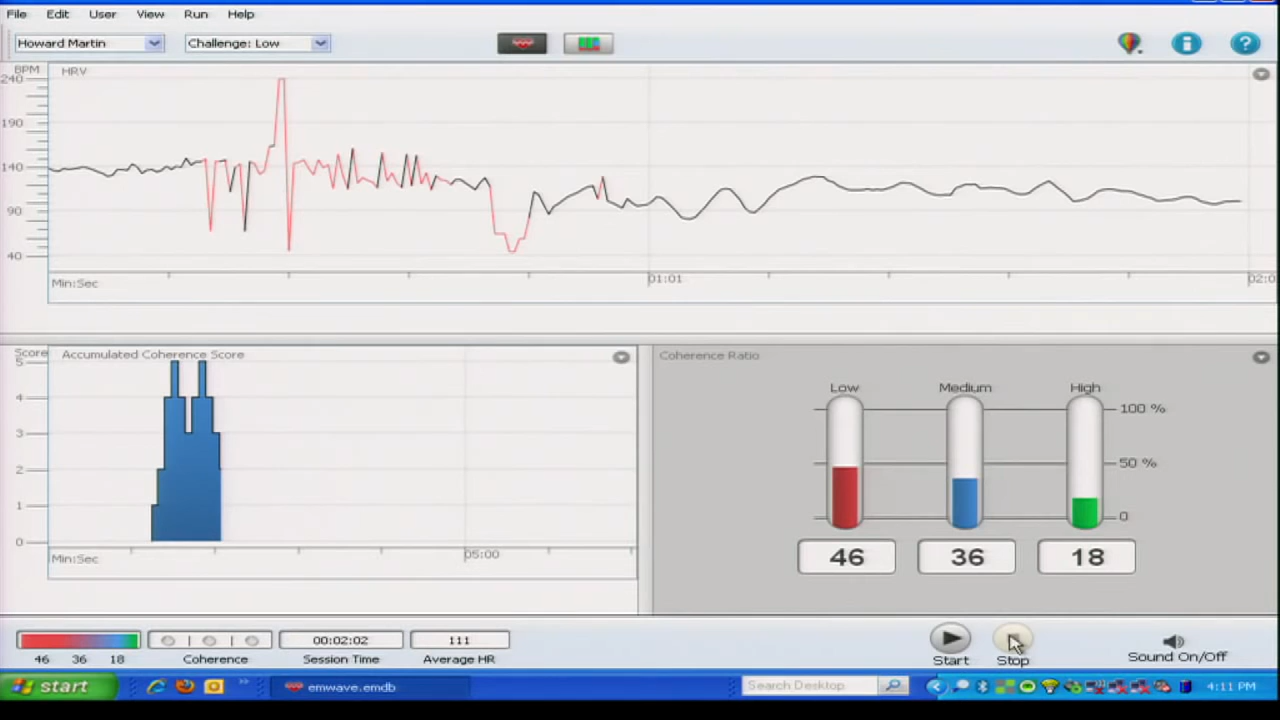 File Edit User View Run Help
Howard Martin Challenge: Low
BPM HRV
240
190
140
90
40
Min:Sec 01:01 02:0
Score Accumulated Coherence Score
5
4
3
2
1
0
Min:Sec 05:00
Coherence Ratio
Low Medium High
100 %
50 %
0
46 36 18
46 36 18
Coherence
00:02:02
Session Time
111
Average HR
Start
Stop
Sound On/Off
start emwave.emdb Search Desktop 4:11 PM